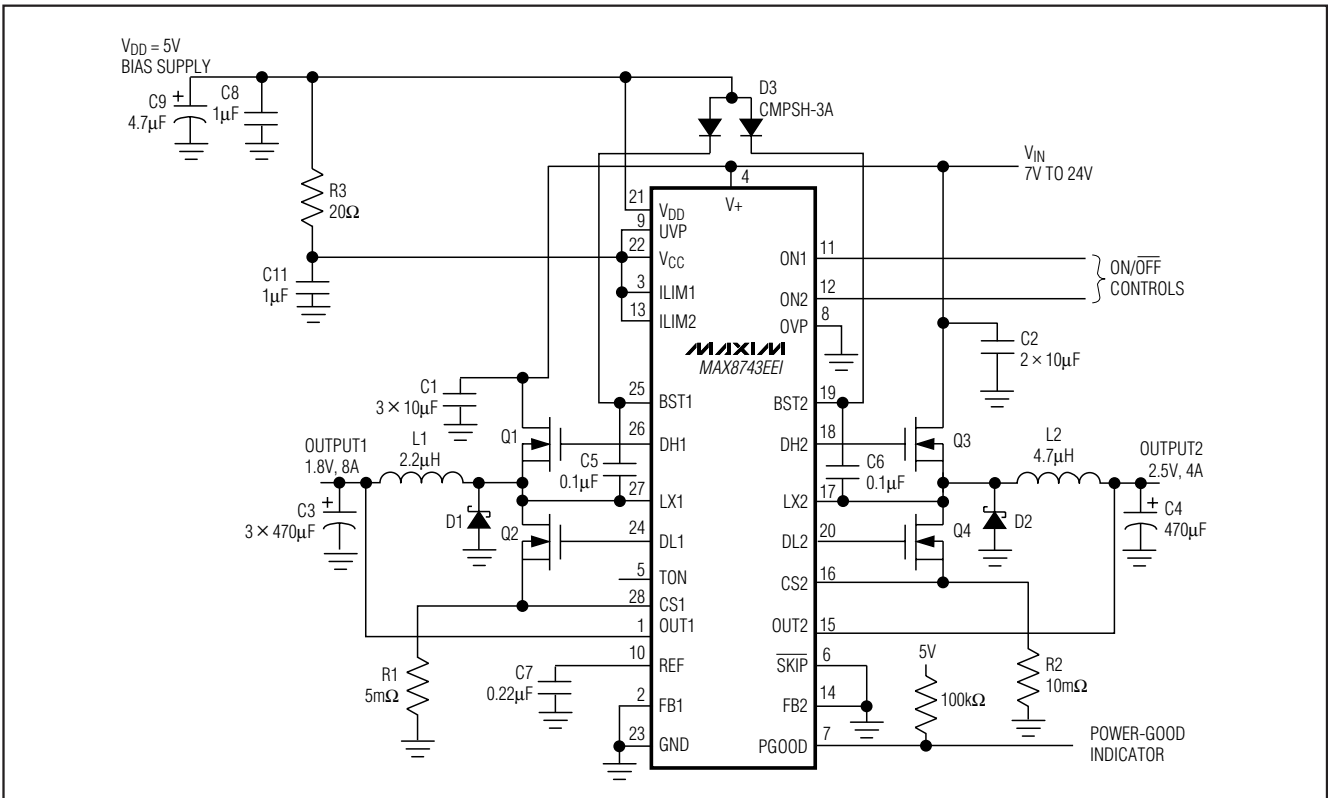 VDD = 5V
BIAS SUPPLY
C9
+
4.7μF
C8
1μF
D3
CMPSH-3A
VIN
7V TO 24V
R3
20Ω
C11
1μF
4
V+
21
VDD
9
UVP
22
VCC
3
ILIM1
13
ILIM2
ON1
11
ON2
12
ON/OFF
CONTROLS
OVP
8
MAXIM
MAX8743EEI
C2
2 × 10μF
C1
3 × 10μF
25
BST1
BST2
19
Q1
26
DH1
DH2
18
Q3
OUTPUT1
1.8V, 8A
L1
2.2μH
C5
0.1μF
C6
0.1μF
L2
4.7μH
OUTPUT2
2.5V, 4A
27
LX1
LX2
17
+
C3
3 × 470μF
D1
Q2
24
DL1
DL2
20
Q4
D2
+
C4
470μF
5
TON
CS2
16
28
CS1
1
OUT1
OUT2
15
R1
5mΩ
10
REF
C7
0.22μF
SKIP
6
5V
100kΩ
R2
10mΩ
2
FB1
FB2
14
23
GND
PGOOD
7
POWER-GOOD
INDICATOR